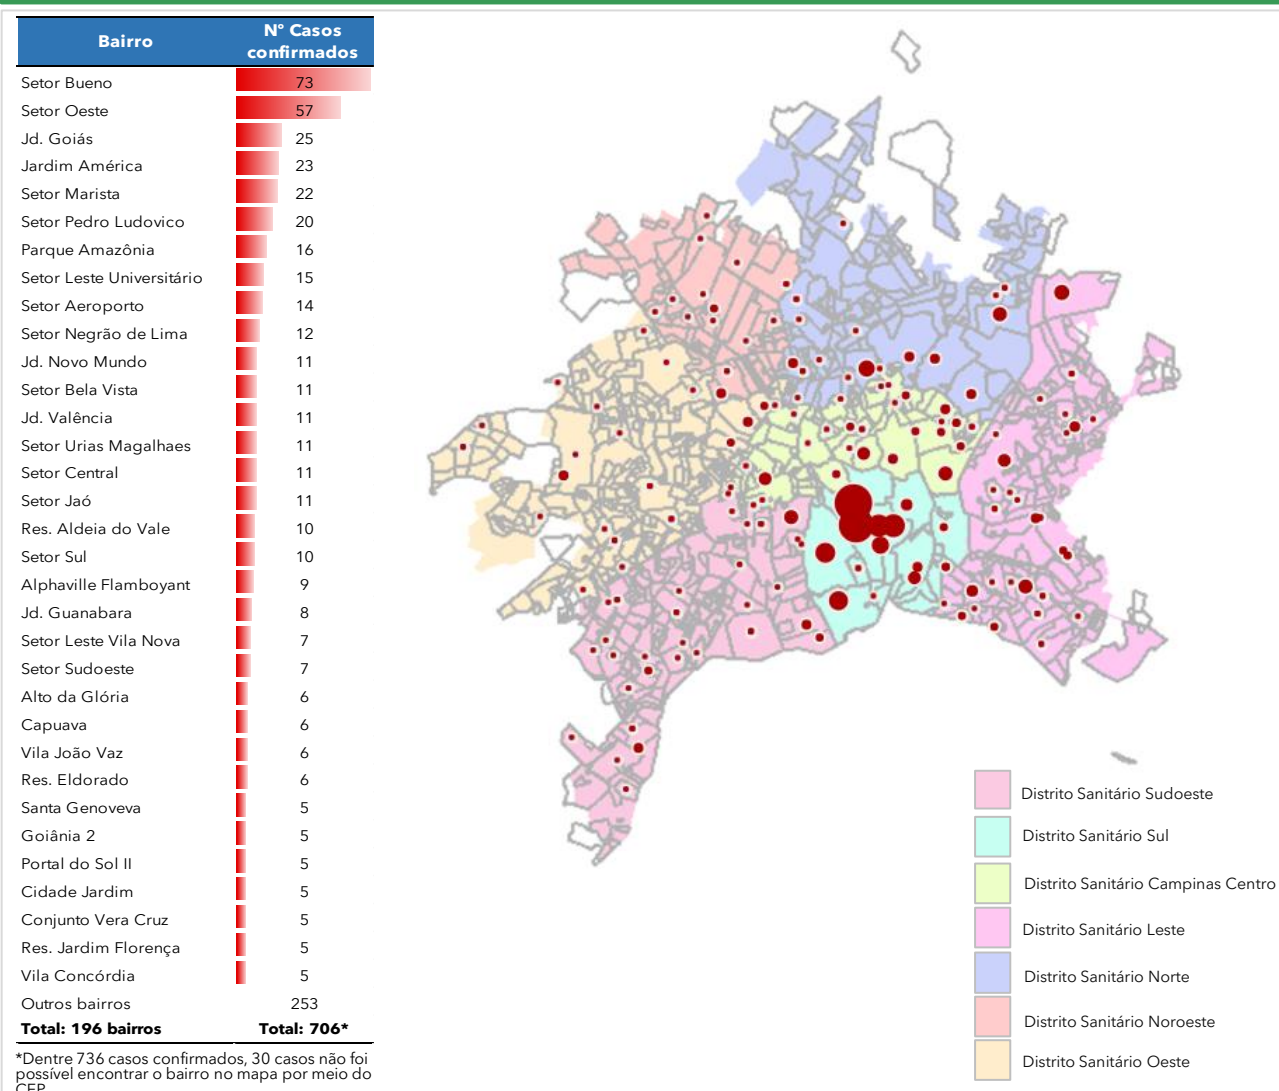 Bairro Nº Casos confirmados
Setor Bueno 73
Setor Oeste 57
Jd. Goiás 25
Jardim América 23
Setor Marista 22
Setor Pedro Ludovico 20
Parque Amazônia 16
Setor Leste Universitário 15
Setor Aeroporto 14
Setor Negrão de Lima 12
Jd. Novo Mundo 11
Setor Bela Vista 11
Jd. Valência 11
Setor Urias Magalhaes 11
Setor Central 11
Setor Jaó 11
Res. Aldeia do Vale 10
Setor Sul 10
Alphaville Flamboyant 9
Jd. Guanabara 8
Setor Leste Vila Nova 7
Setor Sudoeste 7
Alto da Glória 6
Capuava 6
Vila João Vaz 6
Res. Eldorado 6
Santa Genoveva 5
Goiânia 2 5
Portal do Sol II 5
Cidade Jardim 5
Conjunto Vera Cruz 5
Res. Jardim Florença 5
Vila Concórdia 5
Outros bairros 253
Total: 196 bairros Total: 706*
*Dentre 736 casos confirmados, 30 casos não foi
possível encontrar o bairro no mapa por meio do
CEP
Distrito Sanitário Sudoeste
Distrito Sanitário Sul
Distrito Sanitário Campinas Centro
Distrito Sanitário Leste
Distrito Sanitário Norte
Distrito Sanitário Noroeste
Distrito Sanitário Oeste